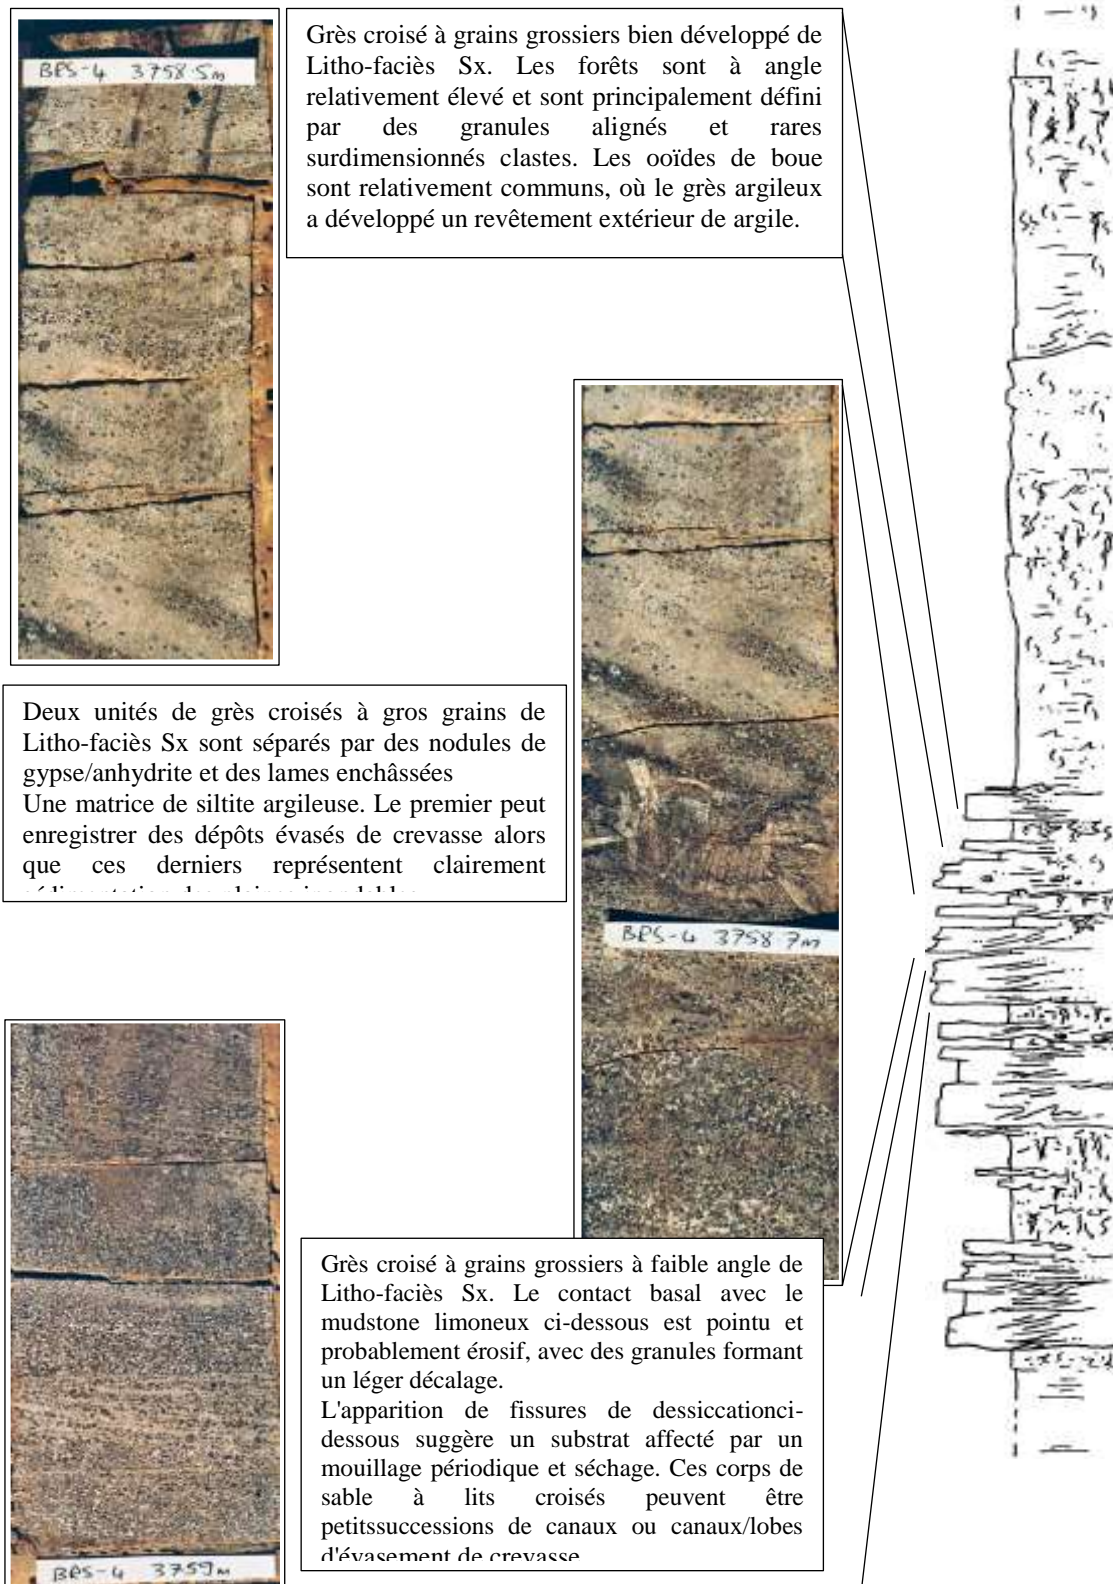 BRS-4 3758.5m
Grès croisé à grains grossiers bien développé de
Litho-faciès Sx. Les forêts sont à angle
relativement élevé et sont principalement défini
par des granules alignés et rares
surdimensionnés clastes. Les ooïdes de boue
sont relativement communs, où le grès argileux
a développé un revêtement extérieur de argile.
Deux unités de grès croisés à gros grains de
Litho-faciès Sx sont séparés par des nodules de
gypse/anhydrite et des lames enchâssées
Une matrice de siltite argileuse. Le premier peut
enregistrer des dépôts évasés de crevasse alors
que ces derniers représentent clairement
BRS-4 3758.7m
Grès croisé à grains grossiers à faible angle de
Litho-faciès Sx. Le contact basal avec le
mudstone limoneux ci-dessous est pointu et
probablement érosif, avec des granules formant
un léger décalage.
L'apparition de fissures de dessiccationci-
dessous suggère un substrat affecté par un
mouillage périodique et séchage. Ces corps de
sable à lits croisés peuvent être
petitssuccessions de canaux ou canaux/lobes
d'évasement de crevasse
BRS-4 3759m